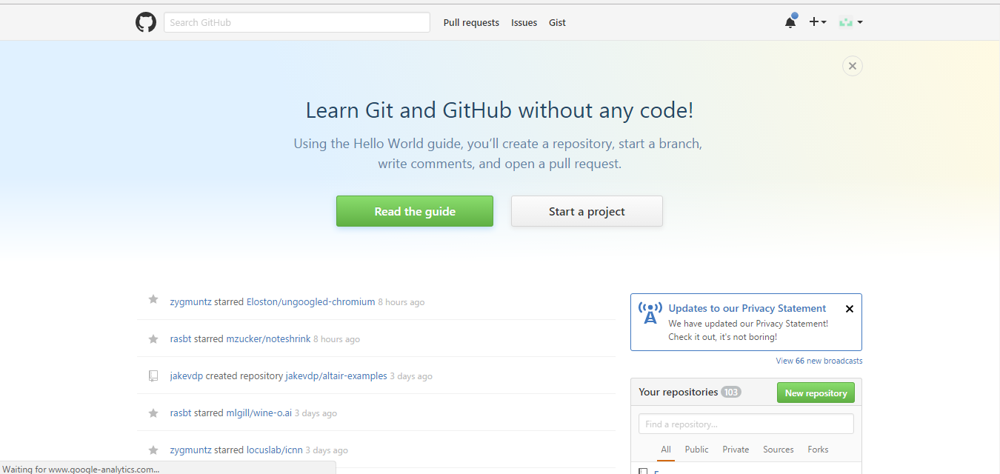 Search GitHub
Pull requests
Issues
Gist
Learn Git and GitHub without any code!
Using the Hello World guide, you’ll create a repository, start a branch,
write comments, and open a pull request.
Read the guide
Start a project
zygmuntz starred Eloston/ungoogled-chromium 8 hours ago
rasbt starred mzucker/noteshrink 8 hours ago
jakevdp created repository jakevdp/altair-examples 3 days ago
rasbt starred mlgill/wine-o.ai 3 days ago
zygmuntz starred locuslab/icnn 3 days ago
Updates to our Privacy Statement
We have updated our Privacy Statement!
Check it out, it's not boring!
View 66 new broadcasts
Your repositories 103
New repository
Find a repository...
All
Public
Private
Sources
Forks
Waiting for www.google-analytics.com...